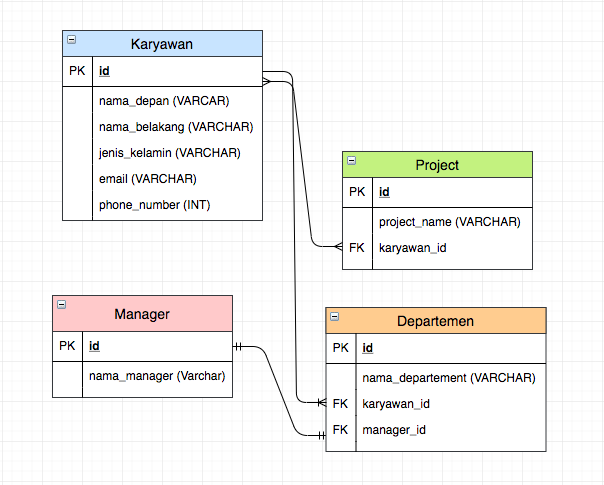 Karyawan
PK id
nama_depan (VARCAR)
nama_belakang (VARCHAR)
jenis_kelamin (VARCHAR)
email (VARCHAR)
phone_number (INT)
Project
PK id
project_name (VARCHAR)
FK karyawan_id
Manager
PK id
nama_manager (Varchar)
Departemen
PK id
nama_departement (VARCHAR)
FK karyawan_id
FK manager_id